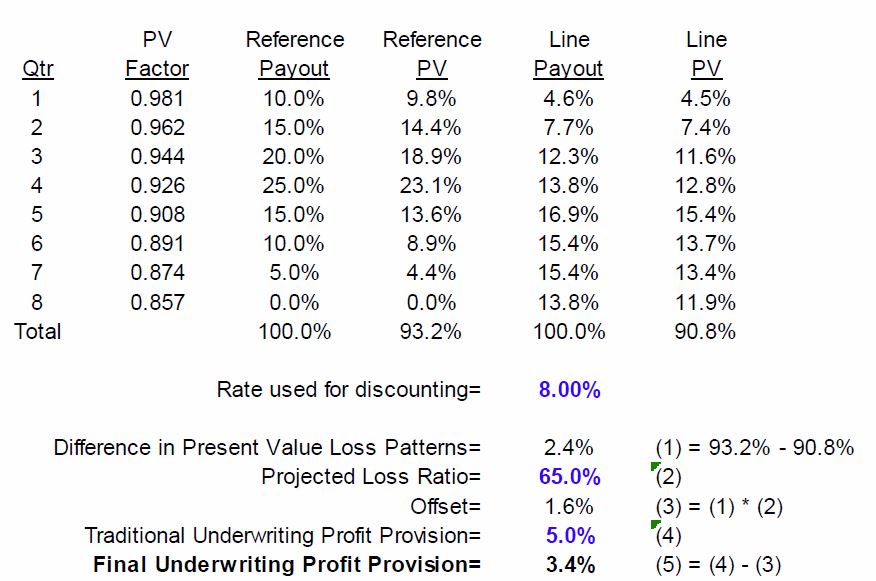 PV Reference Reference Line Line
Qtr Factor Payout PV Payout PV
1 0.981 10.0% 9.8% 4.6% 4.5%
2 0.962 15.0% 14.4% 7.7% 7.4%
3 0.944 20.0% 18.9% 12.3% 11.6%
4 0.926 25.0% 23.1% 13.8% 12.8%
5 0.908 15.0% 13.6% 16.9% 15.4%
6 0.891 10.0% 8.9% 15.4% 13.7%
7 0.874 5.0% 4.4% 15.4% 13.4%
8 0.857 0.0% 0.0% 13.8% 11.9%
Total 100.0% 93.2% 100.0% 90.8%
Rate used for discounting= 8.00%
Difference in Present Value Loss Patterns= 2.4% (1) = 93.2% - 90.8%
Projected Loss Ratio= 65.0% (2)
Offset= 1.6% (3) = (1) * (2)
Traditional Underwriting Profit Provision= 5.0% (4)
Final Underwriting Profit Provision= 3.4% (5) = (4) - (3)